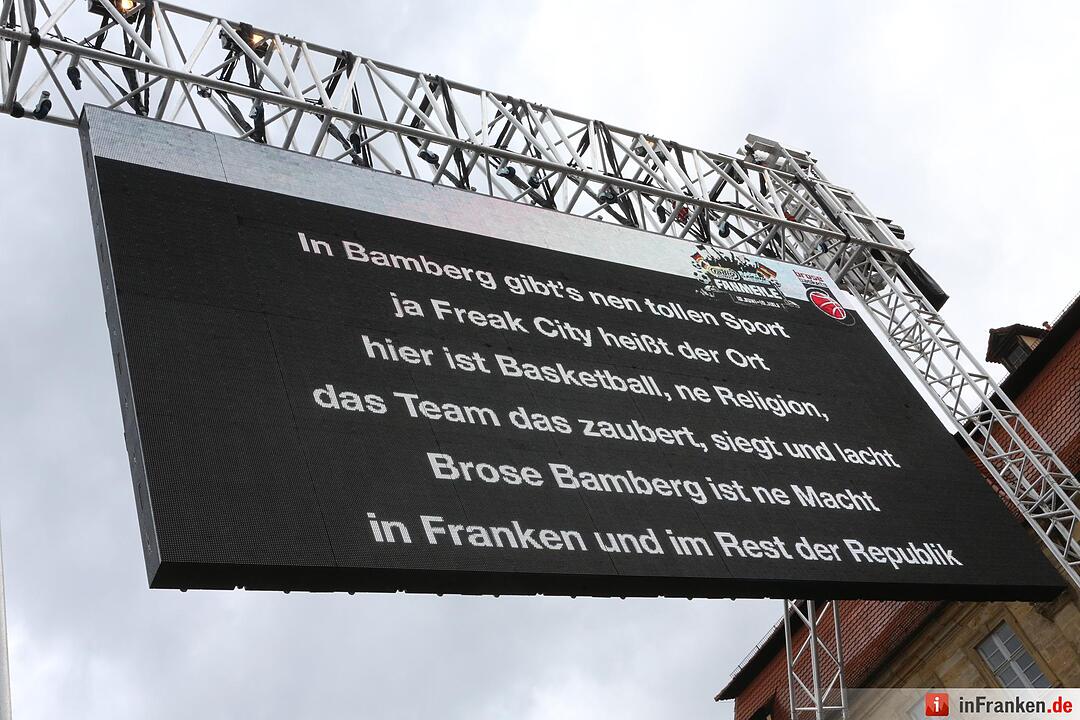 FANMEILE
brose
In Bamberg gibt's nen tollen Sport
ja Freak City heißt der Ort
hier ist Basketball, ne Religion,
das Team das zaubert, siegt und lacht
Brose Bamberg ist ne Macht
in Franken und im Rest der Republik
i inFranken.de